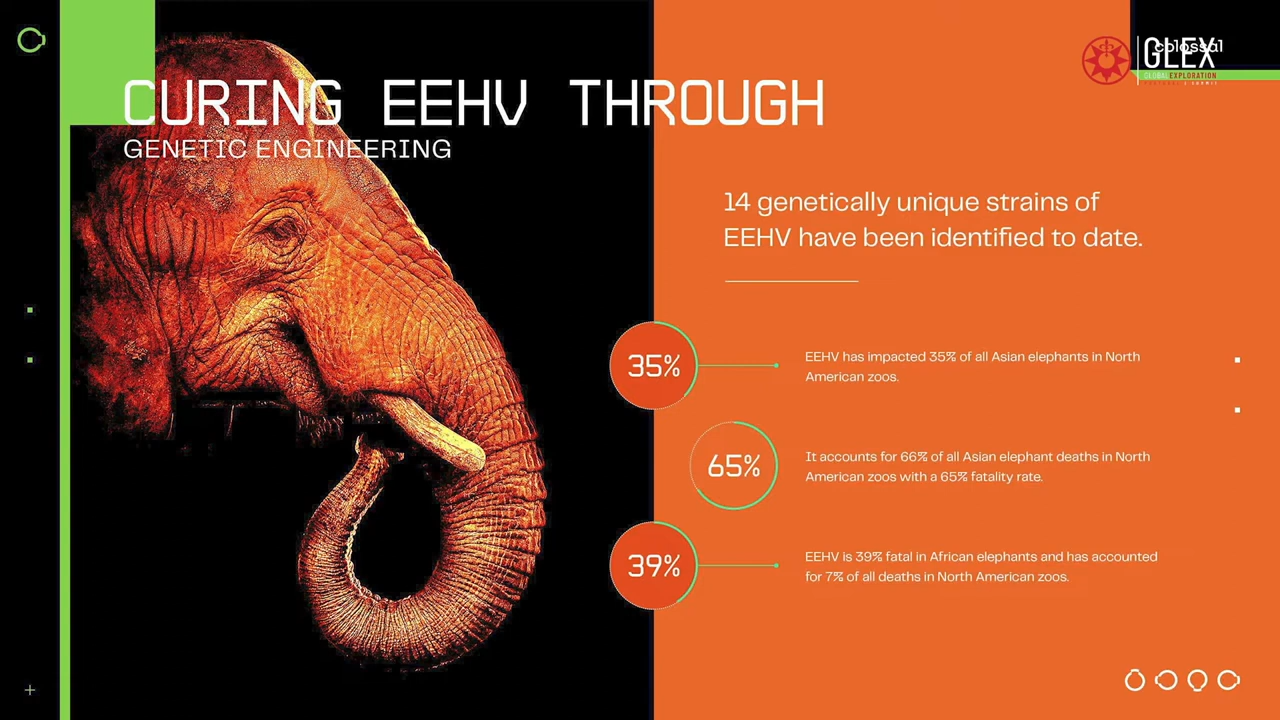 CURING EEHV THROUGH
GENETIC ENGINEERING
colossal
GLEX
GLOBAL EXPLORATION
SUMMIT
14 genetically unique strains of
EEHV have been identified to date.
35%
EEHV has impacted 35% of all Asian elephants in North
American zoos.
65%
It accounts for 66% of all Asian elephant deaths in North
American zoos with a 65% fatality rate.
39%
EEHV is 39% fatal in African elephants and has accounted
for 7% of all deaths in North American zoos.